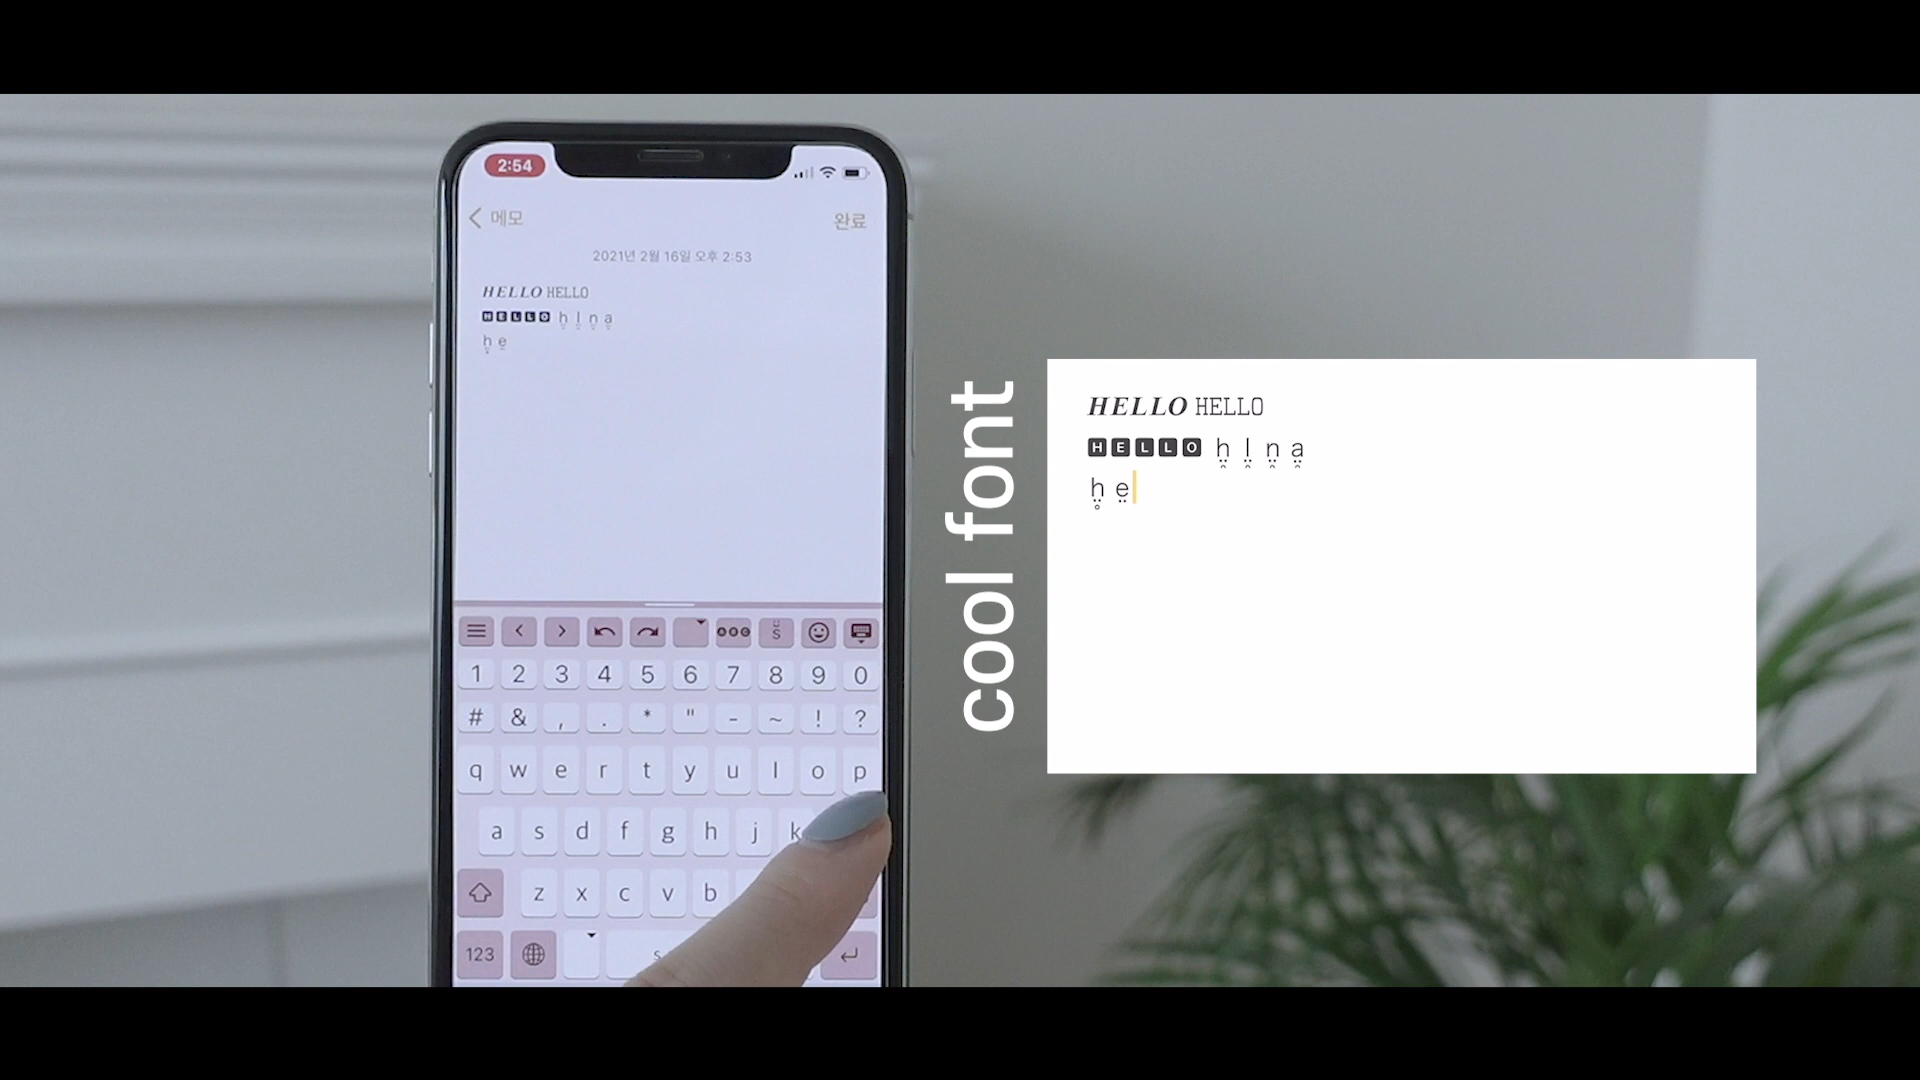 2:54
메모
완료
2021년 2월 16일 오후 2:53
HELLO HELLO
HELLO h l n a
h e
1 2 3 4 5 6 7 8 9 0
# & , . * " - ~ ! ?
q w e r t y u l o p
a s d f g h j k
z x c v b
123
cool font
HELLO HELLO
HELLO h̤̮ l̤̮ n̤̮ a̤̮
h̤̥ e̤